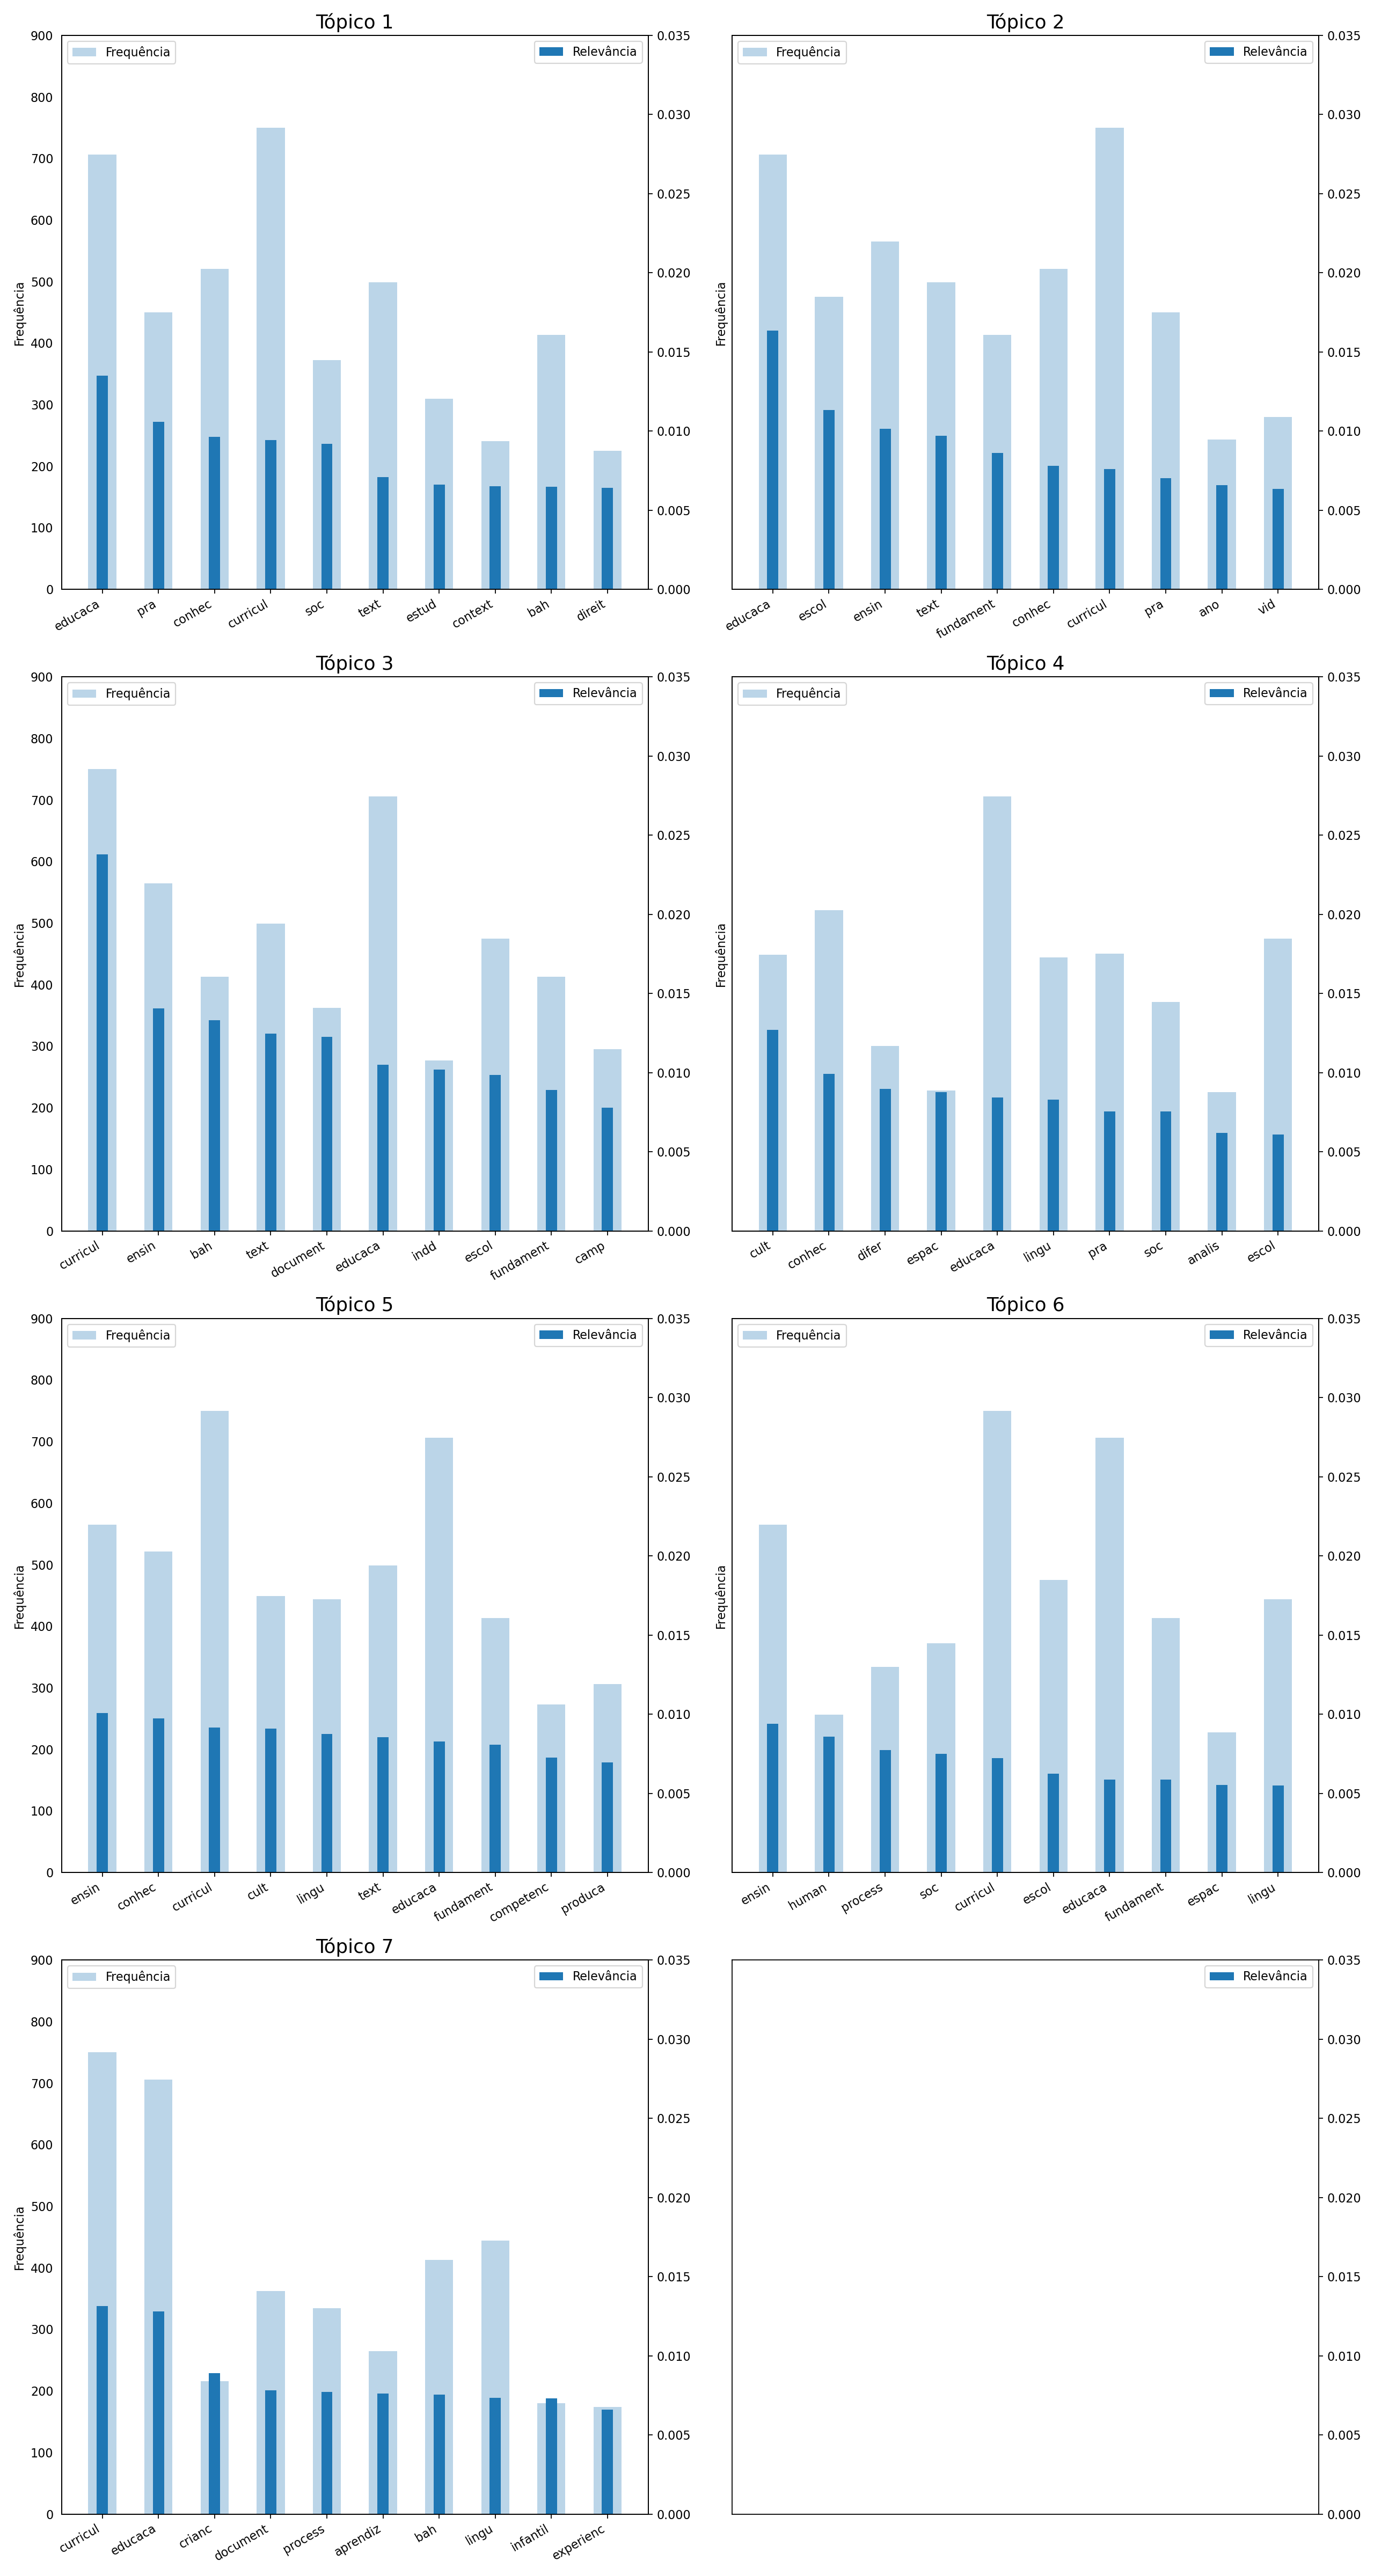 Tópico 1
Frequência
Relevância
900
800
700
600
500
400
300
200
100
0
Frequência
0.035
0.030
0.025
0.020
0.015
0.010
0.005
0.000
educaca
pra
conhec
curricul
soc
text
estud
context
bah
direit
Tópico 2
Frequência
Relevância
Frequência
0.035
0.030
0.025
0.020
0.015
0.010
0.005
0.000
educaca
escol
ensin
text
fundament
conhec
curricul
pra
ano
vid
Tópico 3
Frequência
Relevância
900
800
700
600
500
400
300
200
100
0
Frequência
0.035
0.030
0.025
0.020
0.015
0.010
0.005
0.000
curricul
ensin
bah
text
document
educaca
indd
escol
fundament
camp
Tópico 4
Frequência
Relevância
Frequência
0.035
0.030
0.025
0.020
0.015
0.010
0.005
0.000
cult
conhec
difer
espac
educaca
lingu
pra
soc
analis
escol
Tópico 5
Frequência
Relevância
900
800
700
600
500
400
300
200
100
0
Frequência
0.035
0.030
0.025
0.020
0.015
0.010
0.005
0.000
ensin
conhec
curricul
cult
lingu
text
educaca
fundament
competenc
produca
Tópico 6
Frequência
Relevância
Frequência
0.035
0.030
0.025
0.020
0.015
0.010
0.005
0.000
ensin
human
process
soc
curricul
escol
educaca
fundament
espac
lingu
Tópico 7
Frequência
Relevância
900
800
700
600
500
400
300
200
100
0
Frequência
0.035
0.030
0.025
0.020
0.015
0.010
0.005
0.000
curricul
educaca
crianc
document
process
aprendiz
bah
lingu
infantil
experienc
Relevância
0.035
0.030
0.025
0.020
0.015
0.010
0.005
0.000